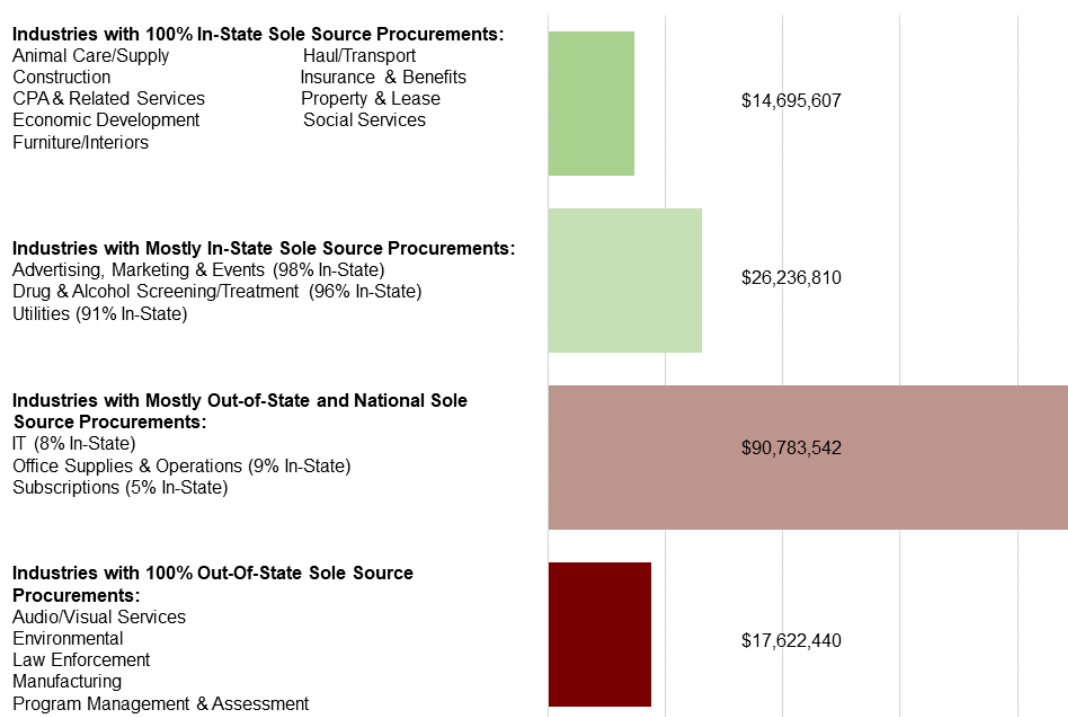 Industries with 100% In-State Sole Source Procurements:
Animal Care/Supply Haul/Transport
Construction Insurance & Benefits
CPA & Related Services Property & Lease
Economic Development Social Services
Furniture/Interiors
$14,695,607
Industries with Mostly In-State Sole Source Procurements:
Advertising, Marketing & Events (98% In-State)
Drug & Alcohol Screening/Treatment (96% In-State)
Utilities (91% In-State)
$26,236,810
Industries with Mostly Out-of-State and National Sole
Source Procurements:
IT (8% In-State)
Office Supplies & Operations (9% In-State)
Subscriptions (5% In-State)
$90,783,542
Industries with 100% Out-Of-State Sole Source
Procurements:
Audio/Visual Services
Environmental
Law Enforcement
Manufacturing
Program Management & Assessment
$17,622,440